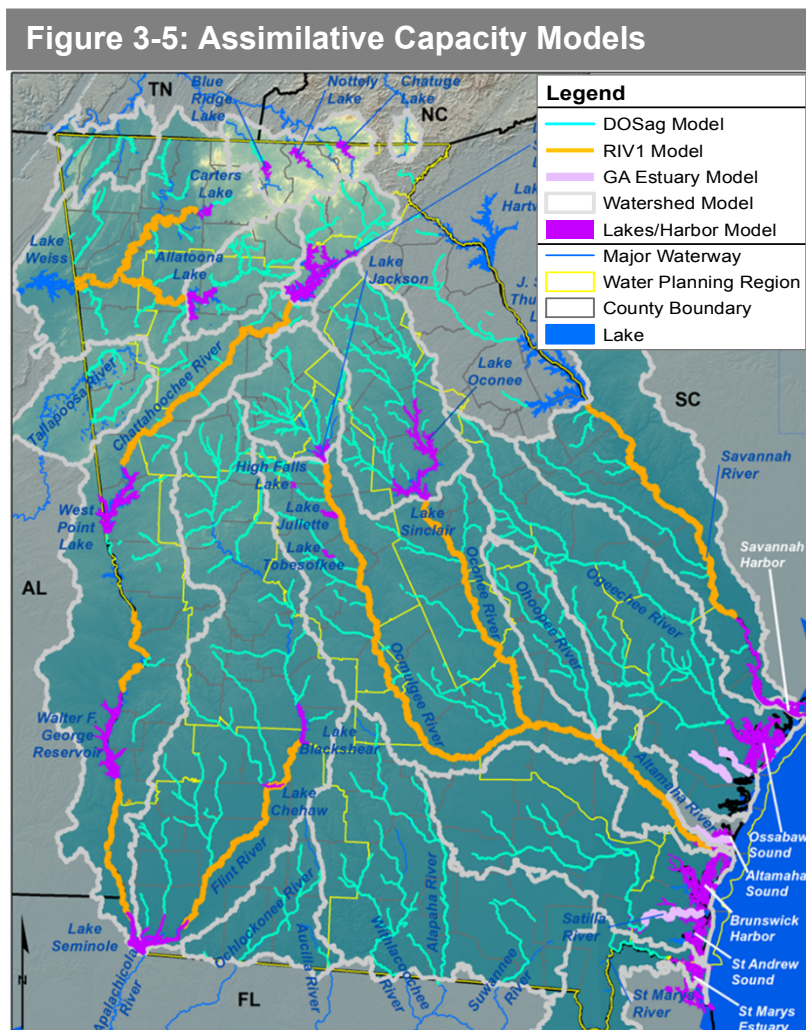 Figure 3-5: Assimilative Capacity Models
TN
Blue
Ridge
Lake
Nottely
Lake
Chatuge
Lake
NC
Legend
DOSag Model
RIV1 Model
GA Estuary Model
Watershed Model
Lakes/Harbor Model
Major Waterway
Water Planning Region
County Boundary
Lake
Carters
Lake
Lake
Weiss
Allatoona
Lake
Lake
Jackson
Lake
Hartw
J. S
Thu
L
Lake
Oconee
SC
Tallapoosa River
Chattahoochee River
High Falls
Lake
Lake
Juliette
Lake
Tobesofkee
Lake
Sinclair
Savannah
River
Savannah
Harbor
West
Point
Lake
AL
Oconee River
Ohoopee River
Ogeechee River
Ocmulgee River
Walter F.
George
Reservoir
Lake
Blackshear
Lake
Chehaw
Altamaha River
Flint River
Ossabaw
Sound
Altamaha
Sound
Brunswick
Harbor
Satilla
River
St Andrew
Sound
St Marys
River
St Marys
Estuary
Lake
Seminole
Apalachicola
River
Ochlockonee River
Aucilla River
Withlacoochee
River
Alapaha River
Suwannee
River
FL
N